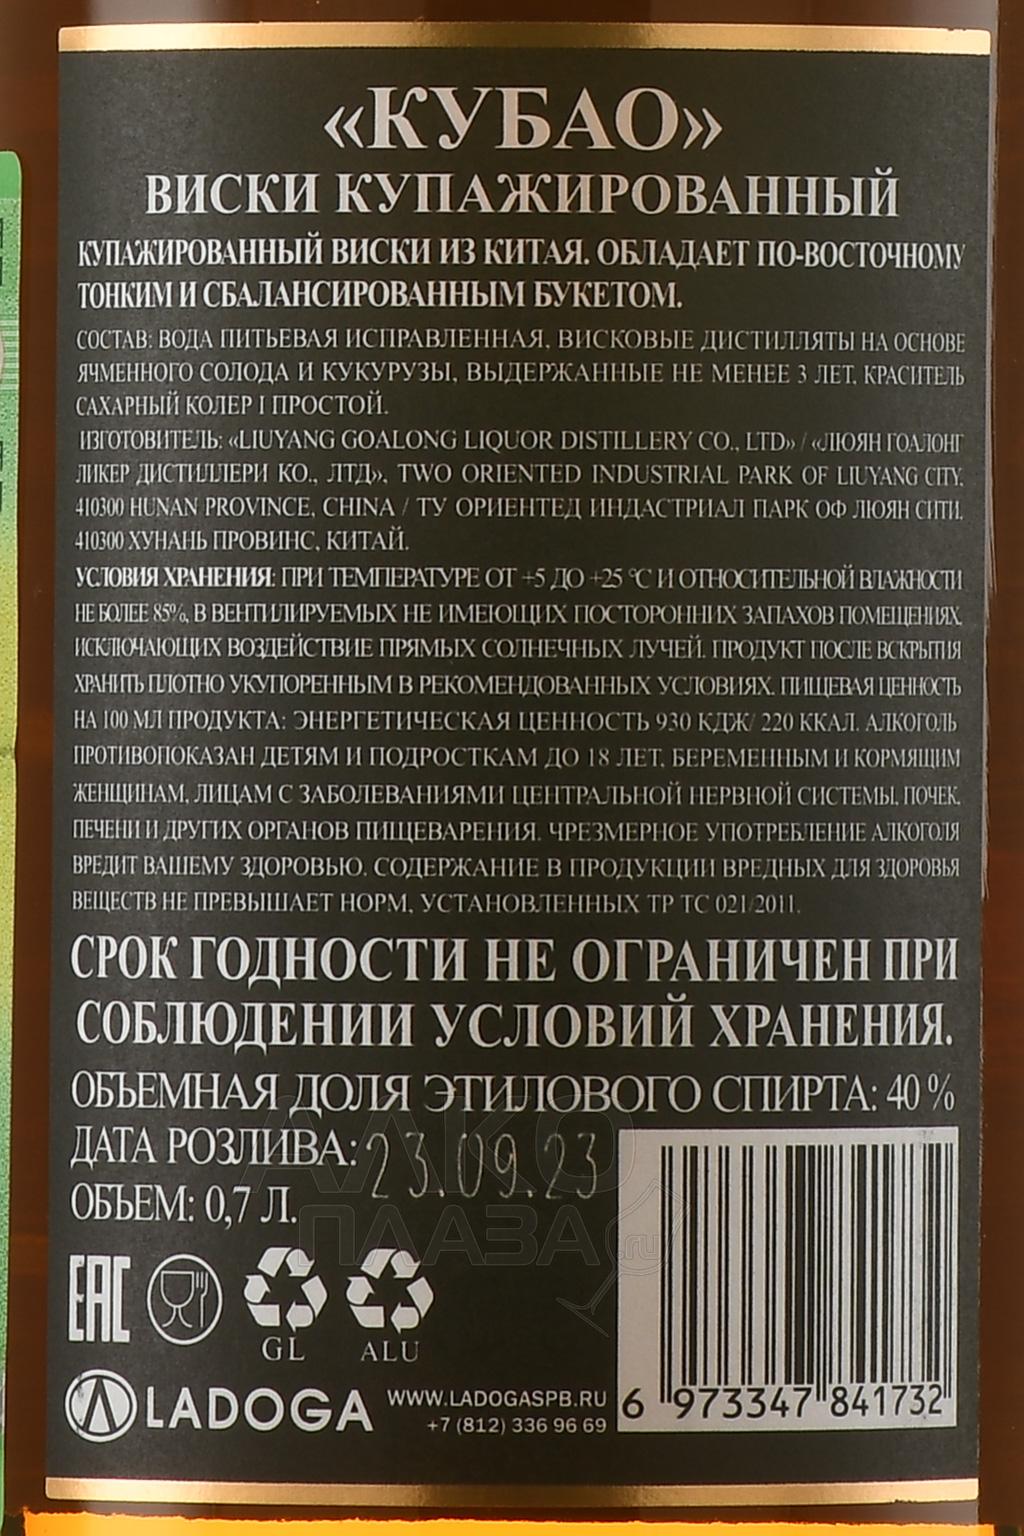 «КУБАО»
ВИСКИ КУПАЖИРОВАННЫЙ
КУПАЖИРОВАННЫЙ ВИСКИ ИЗ КИТАЯ. ОБЛАДАЕТ ПО-ВОСТОЧНОМУ
ТОНКИМ И СБАЛАНСИРОВАННЫМ БУКЕТОМ.
СОСТАВ: ВОДА ПИТЬЕВАЯ ИСПРАВЛЕННАЯ, ВИСКОВЫЕ ДИСТИЛЛЯТЫ НА ОСНОВЕ
ЯЧМЕННОГО СОЛОДА И КУКУРУЗЫ, ВЫДЕРЖАННЫЕ НЕ МЕНЕЕ 3 ЛЕТ, КРАСИТЕЛЬ
САХАРНЫЙ КОЛЕР I ПРОСТОЙ.
ИЗГОТОВИТЕЛЬ: «LIUYANG GOALONG LIQUOR DISTILLERY CO., LTD» / «ЛЮЯН ГОАЛОНГ
ЛИКЕР ДИСТИЛЛЕРИ КО., ЛТД», TWO ORIENTED INDUSTRIAL PARK OF LIUYANG CITY,
410300 HUNAN PROVINCE, CHINA / ТУ ОРИЕНТЕД ИНДАСТРИАЛ ПАРК ОФ ЛЮЯН СИТИ,
410300 ХУНАНЬ ПРОВИНС, КИТАЙ.
УСЛОВИЯ ХРАНЕНИЯ: ПРИ ТЕМПЕРАТУРЕ ОТ +5 ДО +25 °С И ОТНОСИТЕЛЬНОЙ ВЛАЖНОСТИ
НЕ БОЛЕЕ 85%, В ВЕНТИЛИРУЕМЫХ НЕ ИМЕЮЩИХ ПОСТОРОННИХ ЗАПАХОВ ПОМЕЩЕНИЯХ,
ИСКЛЮЧАЮЩИХ ВОЗДЕЙСТВИЕ ПРЯМЫХ СОЛНЕЧНЫХ ЛУЧЕЙ. ПРОДУКТ ПОСЛЕ ВСКРЫТИЯ
ХРАНИТЬ ПЛОТНО УКУПОРЕННЫМ В РЕКОМЕНДОВАННЫХ УСЛОВИЯХ. ПИЩЕВАЯ ЦЕННОСТЬ
НА 100 МЛ ПРОДУКТА: ЭНЕРГЕТИЧЕСКАЯ ЦЕННОСТЬ 930 КДЖ/ 220 ККАЛ. АЛКОГОЛЬ
ПРОТИВОПОКАЗАН ДЕТЯМ И ПОДРОСТКАМ ДО 18 ЛЕТ, БЕРЕМЕННЫМ И КОРМЯЩИМ
ЖЕНЩИНАМ, ЛИЦАМ С ЗАБОЛЕВАНИЯМИ ЦЕНТРАЛЬНОЙ НЕРВНОЙ СИСТЕМЫ, ПОЧЕК,
ПЕЧЕНИ И ДРУГИХ ОРГАНОВ ПИЩЕВАРЕНИЯ. ЧРЕЗМЕРНОЕ УПОТРЕБЛЕНИЕ АЛКОГОЛЯ
ВРЕДИТ ВАШЕМУ ЗДОРОВЬЮ. СОДЕРЖАНИЕ В ПРОДУКЦИИ ВРЕДНЫХ ДЛЯ ЗДОРОВЬЯ
ВЕЩЕСТВ НЕ ПРЕВЫШАЕТ НОРМ, УСТАНОВЛЕННЫХ ТР ТС 021/2011.
СРОК ГОДНОСТИ НЕ ОГРАНИЧЕН ПРИ
СОБЛЮДЕНИИ УСЛОВИЙ ХРАНЕНИЯ.
ОБЪЕМНАЯ ДОЛЯ ЭТИЛОВОГО СПИРТА: 40 %
ДАТА РОЗЛИВА: 23.09.23
ОБЪЕМ: 0,7 Л.
АЛКО
ПЛАЗА.ru
EAC
GL ALU
LADOGA
WWW.LADOGASPB.RU
+7 (812) 336 96 69
6 973347 841732